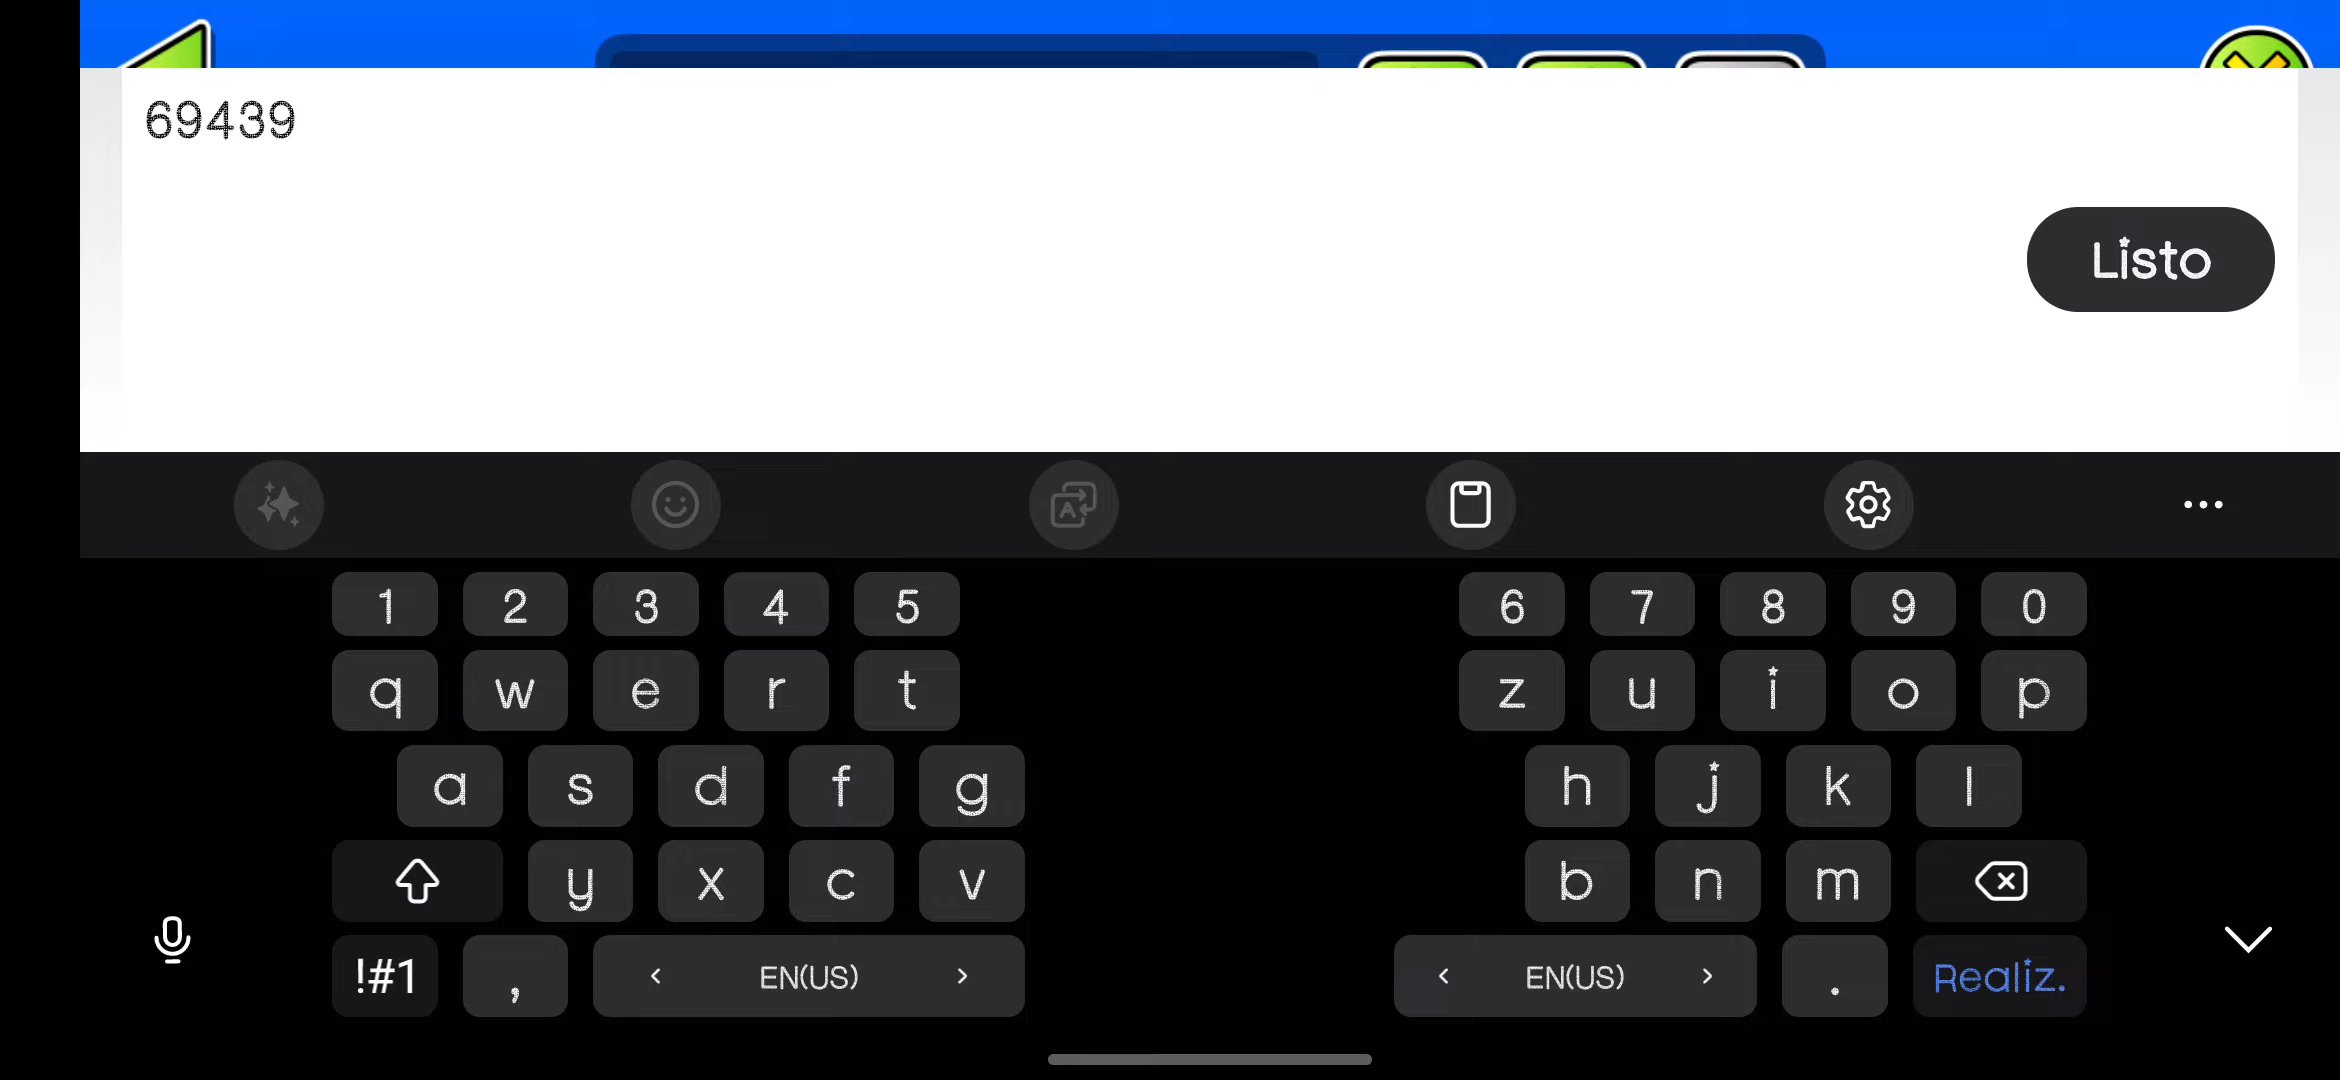 69439
Listo
1 2 3 4 5 6 7 8 9 0
q w e r t z u i o p
a s d f g h j k l
y x c v b n m
!#1 , < EN(US) > < EN(US) > . Realiz.